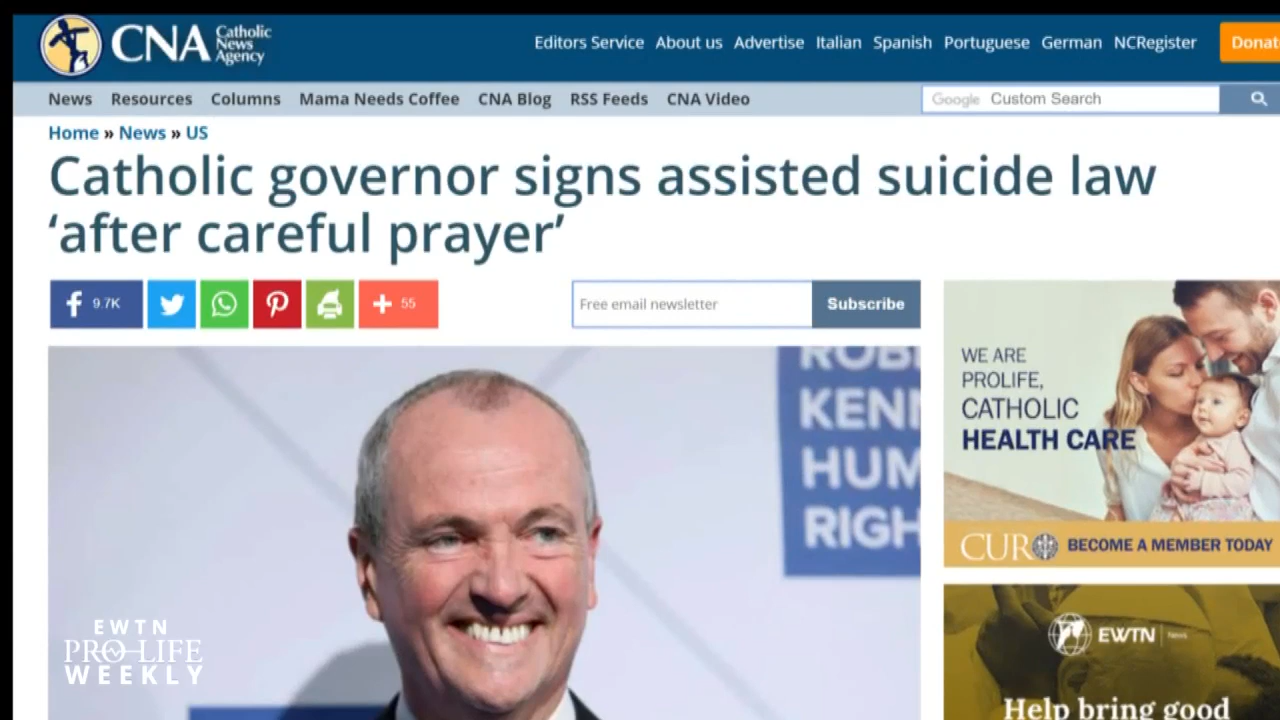 CNA Catholic News Agency
Editors Service About us Advertise Italian Spanish Portuguese German NCRegister Donat
News Resources Columns Mama Needs Coffee CNA Blog RSS Feeds CNA Video
Google Custom Search
Home » News » US
Catholic governor signs assisted suicide law
‘after careful prayer’
9.7K
55
Free email newsletter
Subscribe
ROB
KENN
HUM
RIGH
WE ARE
PROLIFE,
CATHOLIC
HEALTH CARE
CURO BECOME A MEMBER TODAY
EWTN
PRO-LIFE
WEEKLY
EWTN News
Help bring good